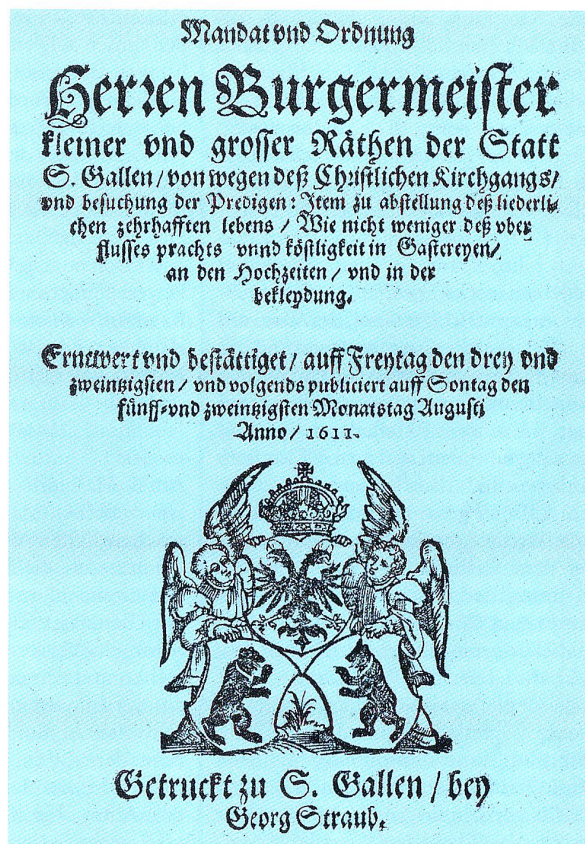 Mandat vnd Ordnung
Herren Burgermeister
kleiner vnd grosser Räthen der Statt
S. Gallen / von wegen deß Christlichen Kirchgangs /
vnd besuchung der Predigen: Item zu abstellung deß liederli-
chen zehrhafften lebens / Wie nicht weniger deß vber
flusses prachts vnnd köstligkeit in Gastereyen /
an den Hochzeiten / vnd in der
bekleydung.
Ernewert vnd bestättiget / auff Freytag den drey vnd
zweintzigsten / vnd volgends publiciert auff Sontag den
fünff- vnd zweintzigsten Monatstag Augusti
Anno / 1611.
Getruckt zu S. Gallen / bey
Georg Straub.